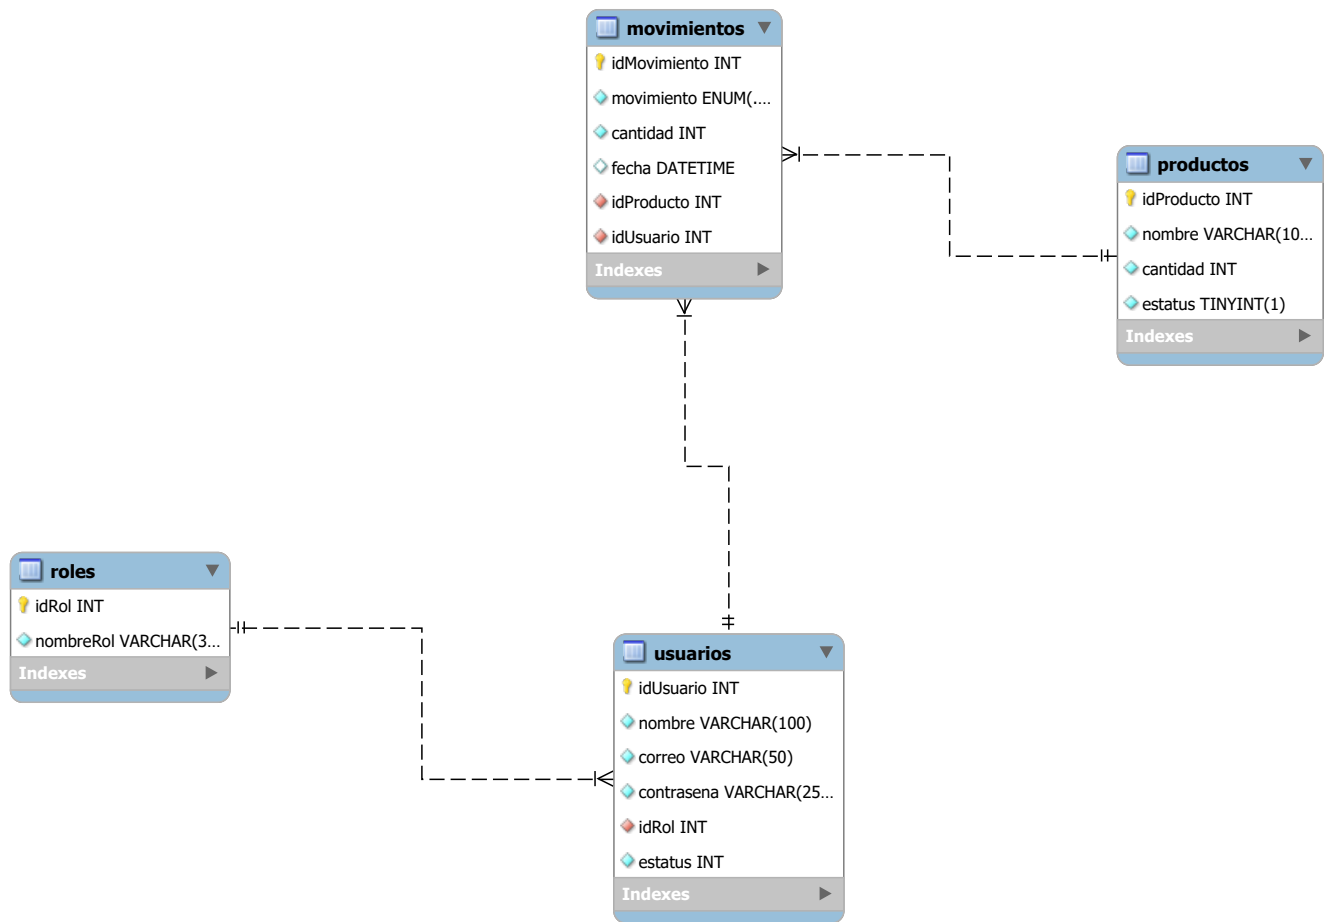 movimientos
idMovimiento INT
movimiento ENUM(....
cantidad INT
fecha DATETIME
idProducto INT
idUsuario INT
Indexes
productos
idProducto INT
nombre VARCHAR(10...
cantidad INT
estatus TINYINT(1)
Indexes
roles
idRol INT
nombreRol VARCHAR(3...
Indexes
usuarios
idUsuario INT
nombre VARCHAR(100)
correo VARCHAR(50)
contrasena VARCHAR(25...
idRol INT
estatus INT
Indexes